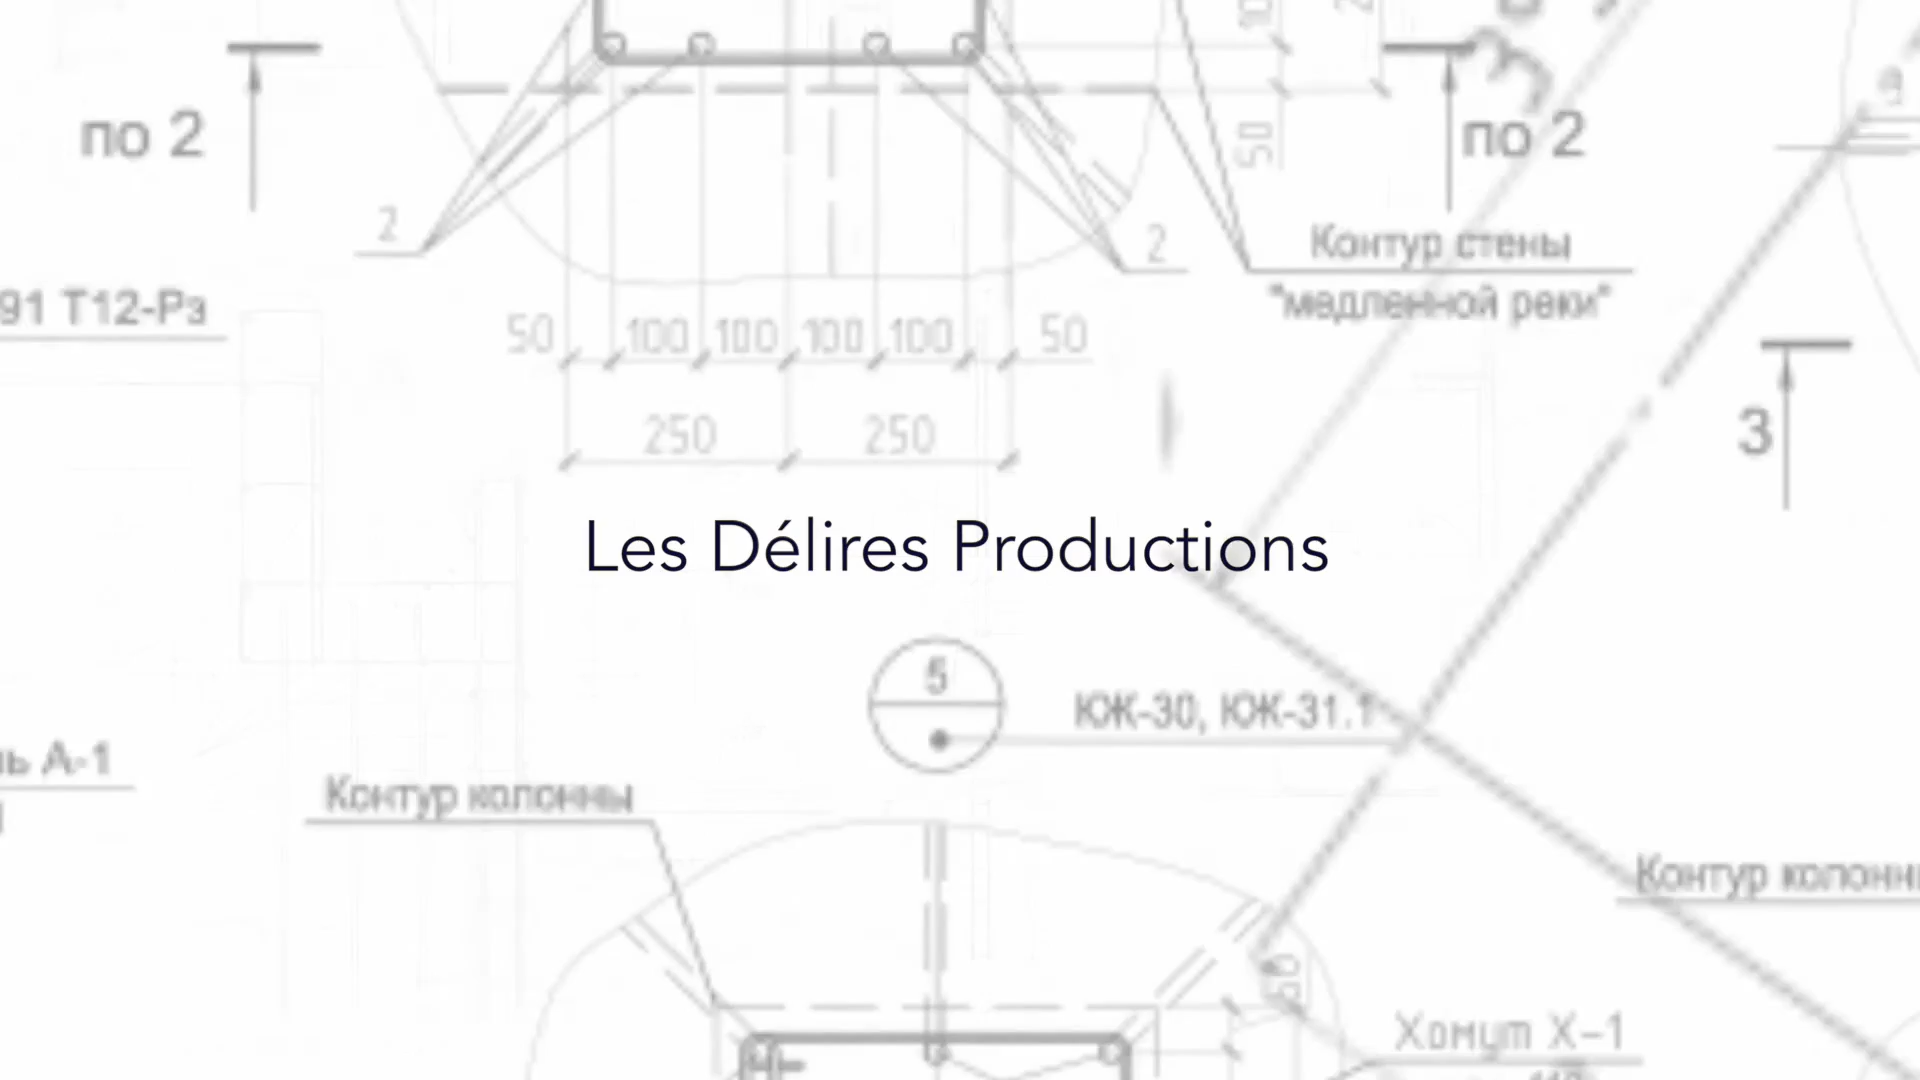 по 2
50
по 2
2
2
Контур стены
"медленной реки"
91 Т12-Рз
50 100 100 100 100 50
250 250
3
Les Délires Productions
5
КЖ-30, КЖ-31.1
ь А-1
Контур колонны
Контур колонн
50
Хомут Х-1